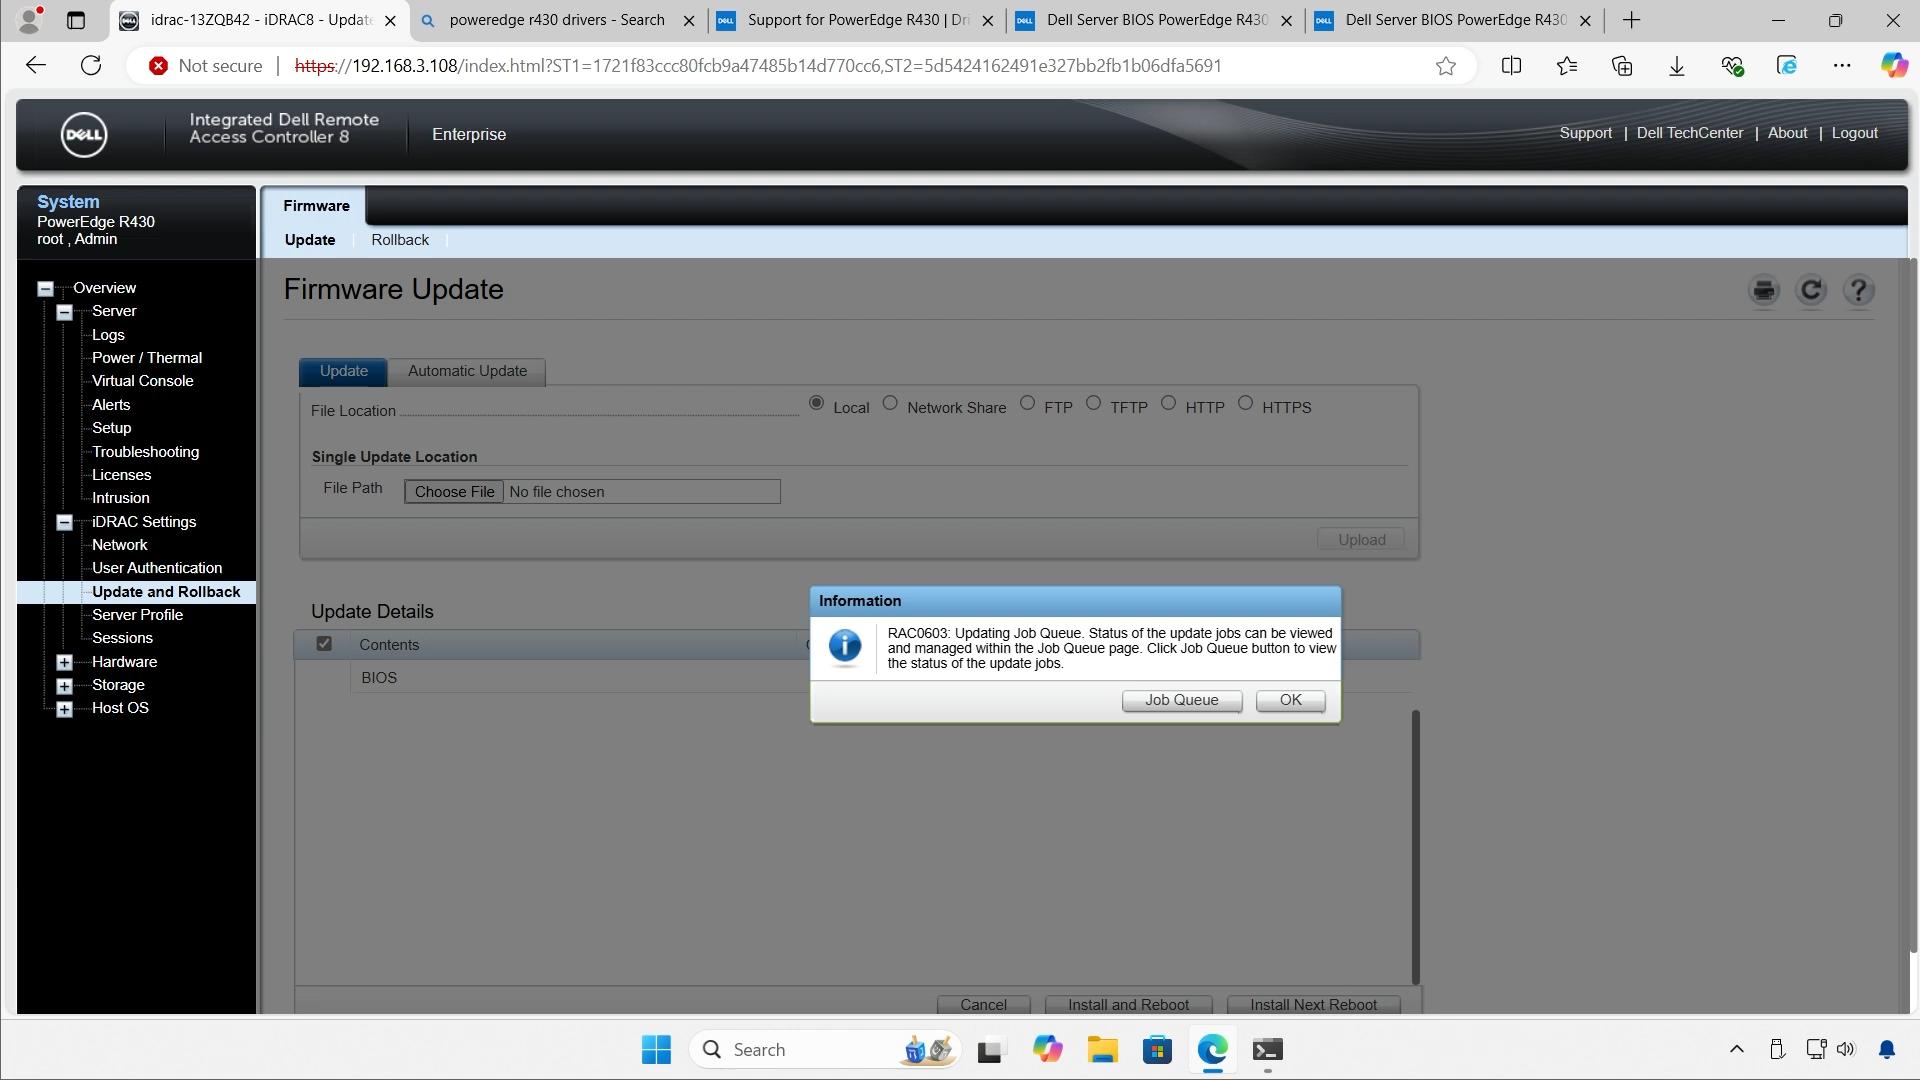 idrac-13ZQB42 - iDRAC8 - Update
poweredge r430 drivers - Search
Support for PowerEdge R430 | Dri
Dell Server BIOS PowerEdge R430
Dell Server BIOS PowerEdge R430
Not secure
https://192.168.3.108/index.html?ST1=1721f83ccc80fcb9a47485b14d770cc6,ST2=5d5424162491e327bb2fb1b06dfa5691
DELL
Integrated Dell Remote
Access Controller 8
Enterprise
Support | Dell TechCenter | About | Logout
System
PowerEdge R430
root , Admin
Firmware
Update
Rollback
Overview
Server
Logs
Power / Thermal
Virtual Console
Alerts
Setup
Troubleshooting
Licenses
Intrusion
iDRAC Settings
Network
User Authentication
Update and Rollback
Server Profile
Sessions
Hardware
Storage
Host OS
Firmware Update
Update
Automatic Update
File Location
Local
Network Share
FTP
TFTP
HTTP
HTTPS
Single Update Location
File Path
Choose File
No file chosen
Upload
Update Details
Contents
BIOS
Information
RAC0603: Updating Job Queue. Status of the update jobs can be viewed
and managed within the Job Queue page. Click Job Queue button to view
the status of the update jobs.
Job Queue
OK
Cancel
Install and Reboot
Install Next Reboot
Search